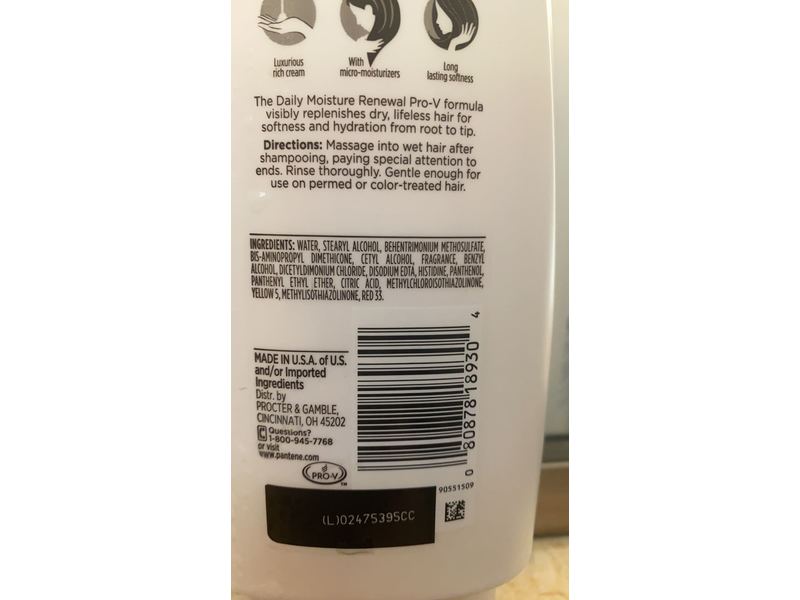 Luxurious
rich cream
With
micro-moisturizers
Long
lasting softness
The Daily Moisture Renewal Pro-V formula
visibly replenishes dry, lifeless hair for
softness and hydration from root to tip.
Directions: Massage into wet hair after
shampooing, paying special attention to
ends. Rinse thoroughly. Gentle enough for
use on permed or color-treated hair.
INGREDIENTS: WATER, STEARYL ALCOHOL, BEHENTRIMONIUM METHOSULFATE,
BIS-AMINOPROPYL DIMETHICONE, CETYL ALCOHOL, FRAGRANCE, BENZYL
ALCOHOL, DICETYLDIMONIUM CHLORIDE, DISODIUM EDTA, HISTIDINE, PANTHENOL,
PANTHENYL ETHYL ETHER, CITRIC ACID, METHYLCHLOROISOTHIAZOLINONE,
YELLOW 5, METHYLISOTHIAZOLINONE, RED 33.
MADE IN U.S.A. of U.S.
and/or Imported
Ingredients
Distr. by
PROCTER & GAMBLE,
CINCINNATI, OH 45202
Questions?
1-800-945-7768
or visit
www.pantene.com
PRO-V™
0 80878 18930 4
90551509
(L)02475395CC